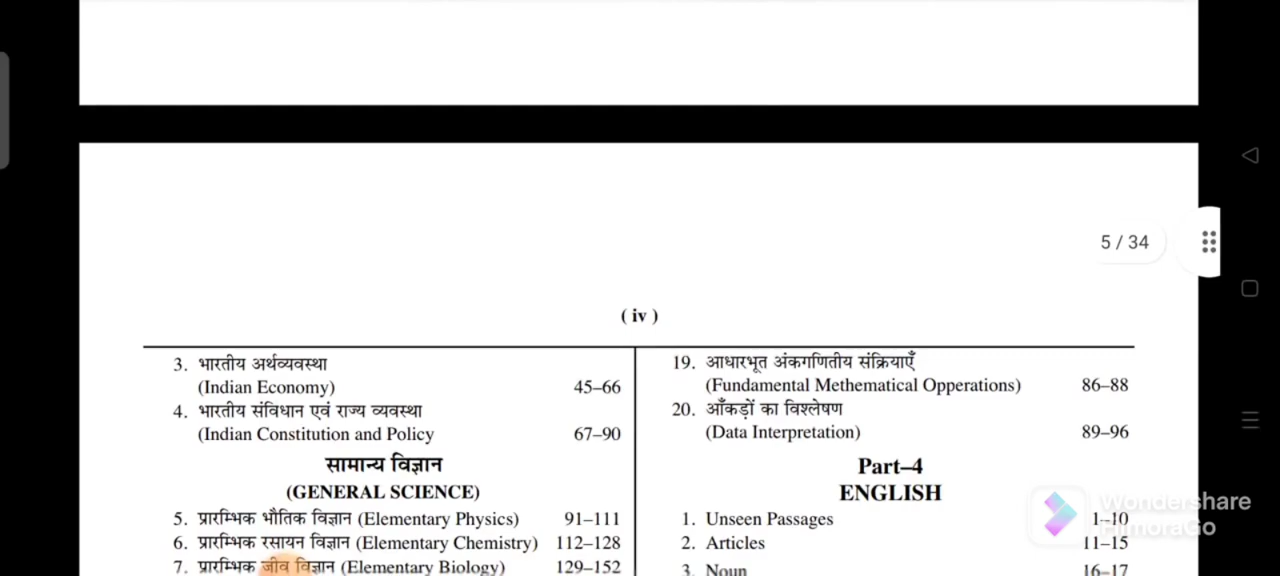 5 / 34
( iv )
3. भारतीय अर्थव्यवस्था
(Indian Economy) 45–66
4. भारतीय संविधान एवं राज्य व्यवस्था
(Indian Constitution and Policy 67–90
सामान्य विज्ञान
(GENERAL SCIENCE)
5. प्रारम्भिक भौतिक विज्ञान (Elementary Physics) 91–111
6. प्रारम्भिक रसायन विज्ञान (Elementary Chemistry) 112–128
7. प्रारम्भिक जीव विज्ञान (Elementary Biology) 129–152
19. आधारभूत अंकगणितीय संक्रियाएँ
(Fundamental Methematical Opperations) 86–88
20. आँकड़ों का विश्लेषण
(Data Interpretation) 89–96
Part–4
ENGLISH
1. Unseen Passages 1–10
2. Articles 11–15
3. Noun 16–17
Wondershare
FilmoraGo